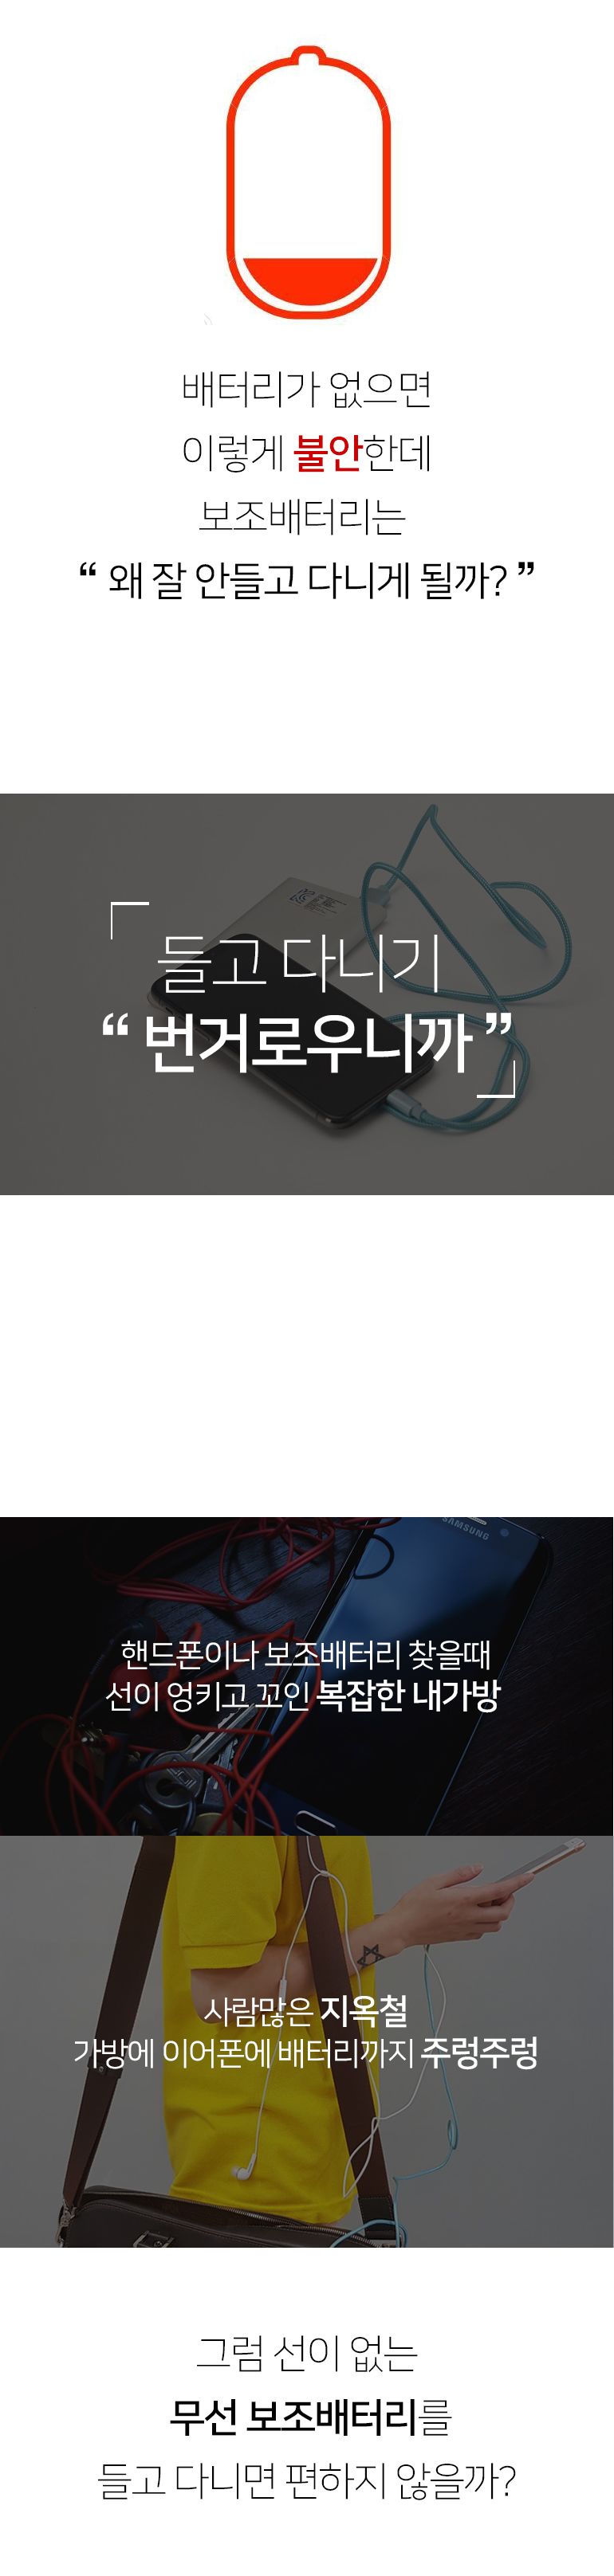 배터리가 없으면
이렇게 불안한데
보조배터리는
“ 왜 잘 안들고 다니게 될까? ”
「 들고 다니기
“ 번거로우니까 ” 」
SAMSUNG
핸드폰이나 보조배터리 찾을때
선이 엉키고 꼬인 복잡한 내가방
사람많은 지옥철
가방에 이어폰에 배터리까지 주렁주렁
그럼 선이 없는
무선 보조배터리를
들고 다니면 편하지 않을까?